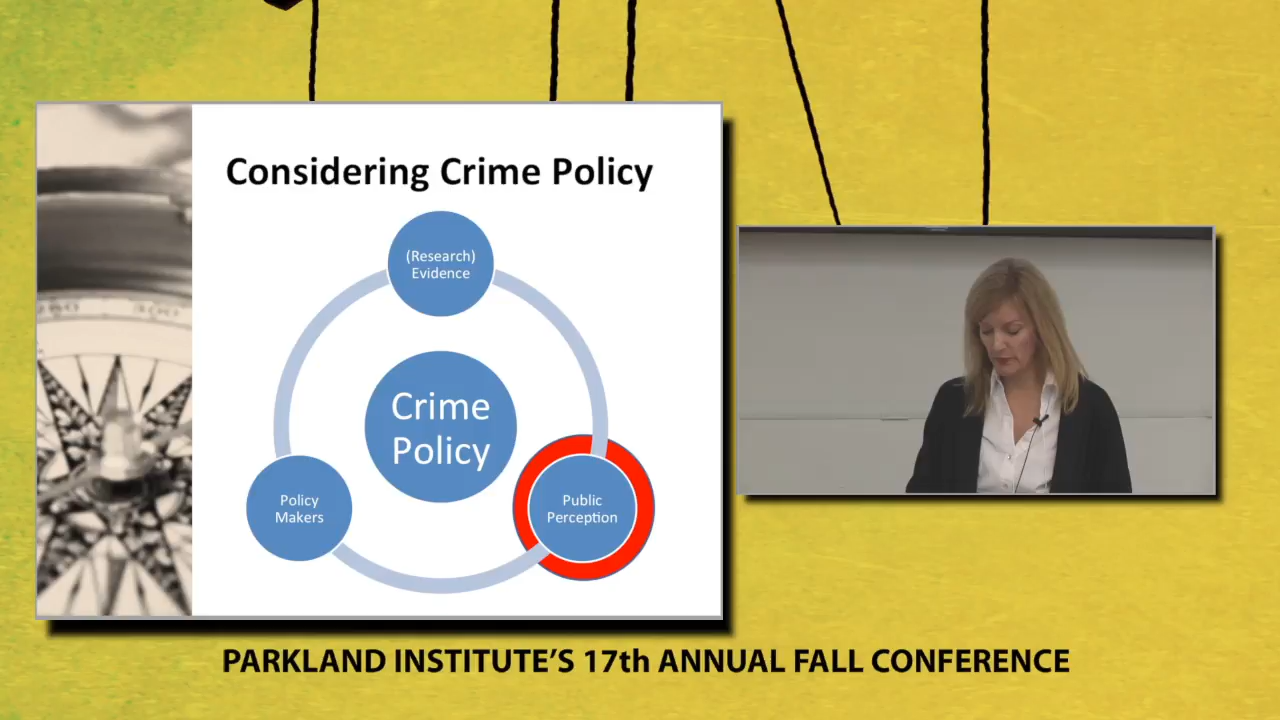 Considering Crime Policy
(Research)
Evidence
Crime
Policy
Policy
Makers
Public
Perception
PARKLAND INSTITUTE'S 17th ANNUAL FALL CONFERENCE